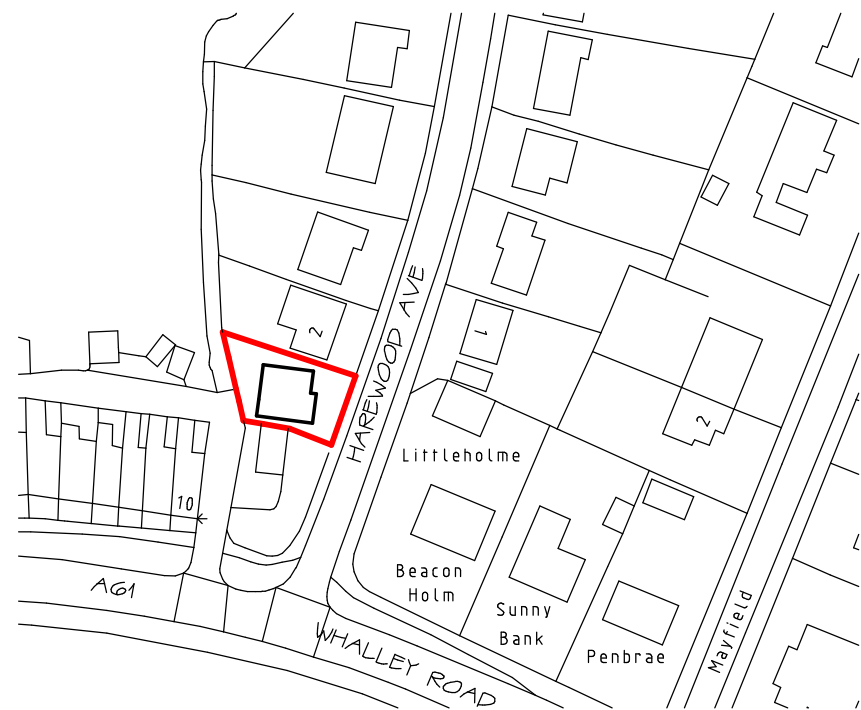 HAREWOOD AVE
2
1
Littleholme
2
10
Beacon
Holm
A61
Sunny
Bank
Penbrae
Mayfield
WHALLEY ROAD